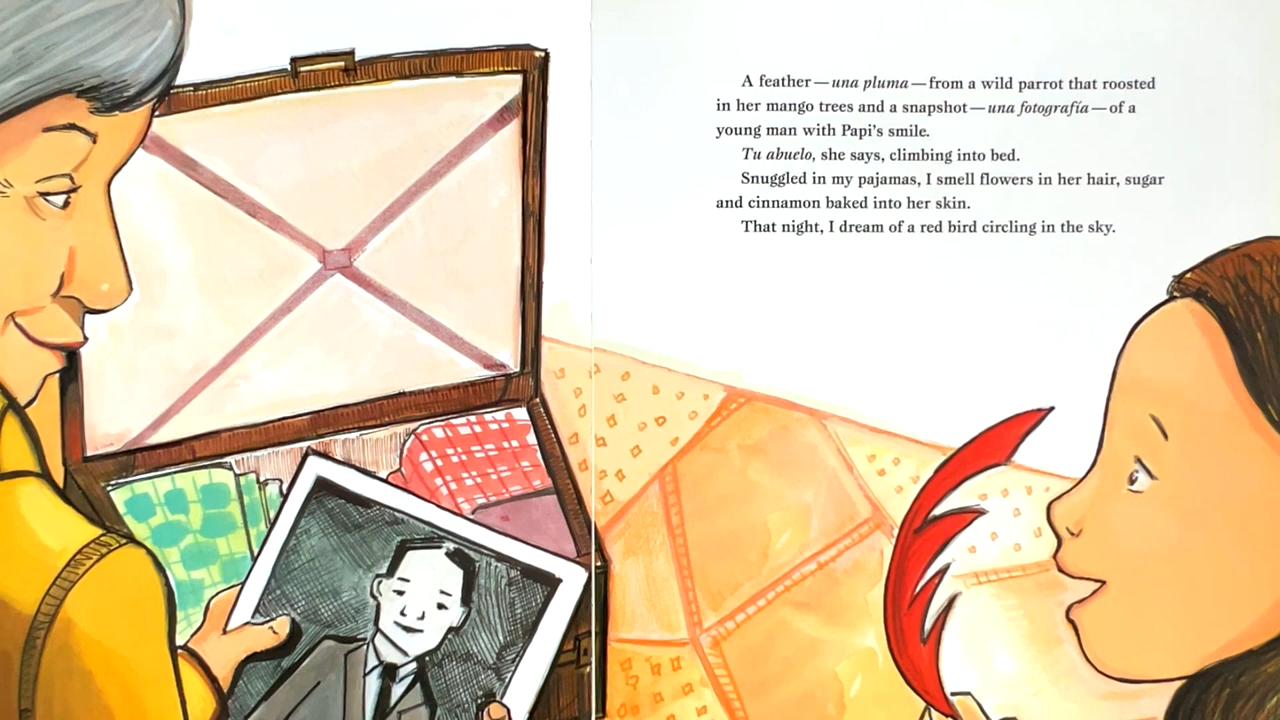 A feather—una pluma—from a wild parrot that roosted
in her mango trees and a snapshot—una fotografía—of a
young man with Papi's smile.
Tu abuelo, she says, climbing into bed.
Snuggled in my pajamas, I smell flowers in her hair, sugar
and cinnamon baked into her skin.
That night, I dream of a red bird circling in the sky.